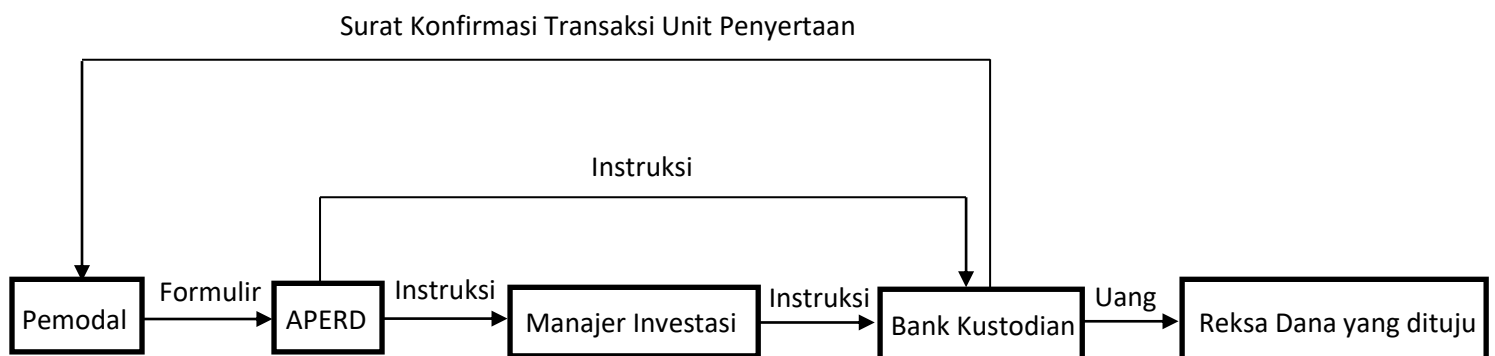 Surat Konfirmasi Transaksi Unit Penyertaan
Instruksi
Formulir
Instruksi
Instruksi
Uang
Pemodal
APERD
Manajer Investasi
Bank Kustodian
Reksa Dana yang dituju